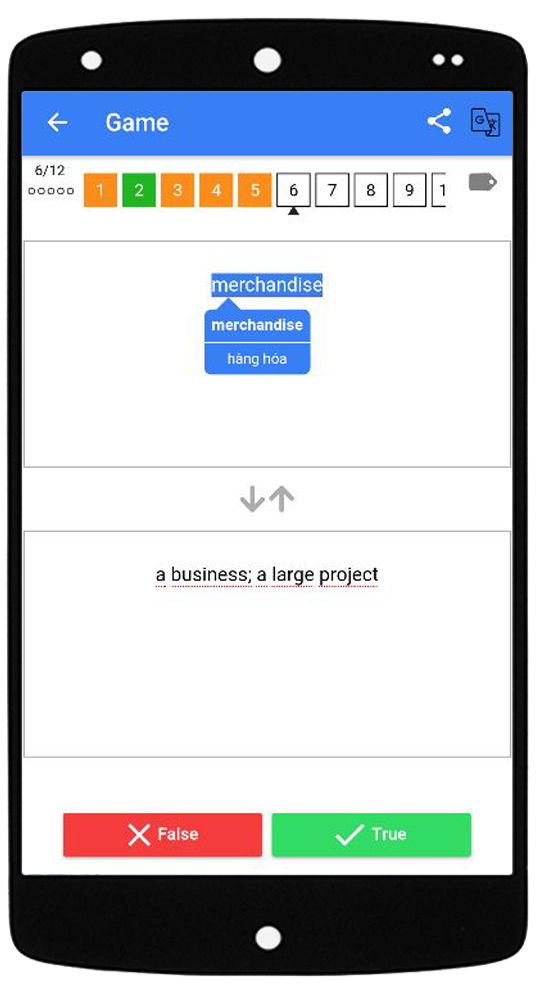 Game
6/12
1 2 3 4 5 6 7 8 9 1
merchandise
merchandise
hàng hóa
a business; a large project
False
True